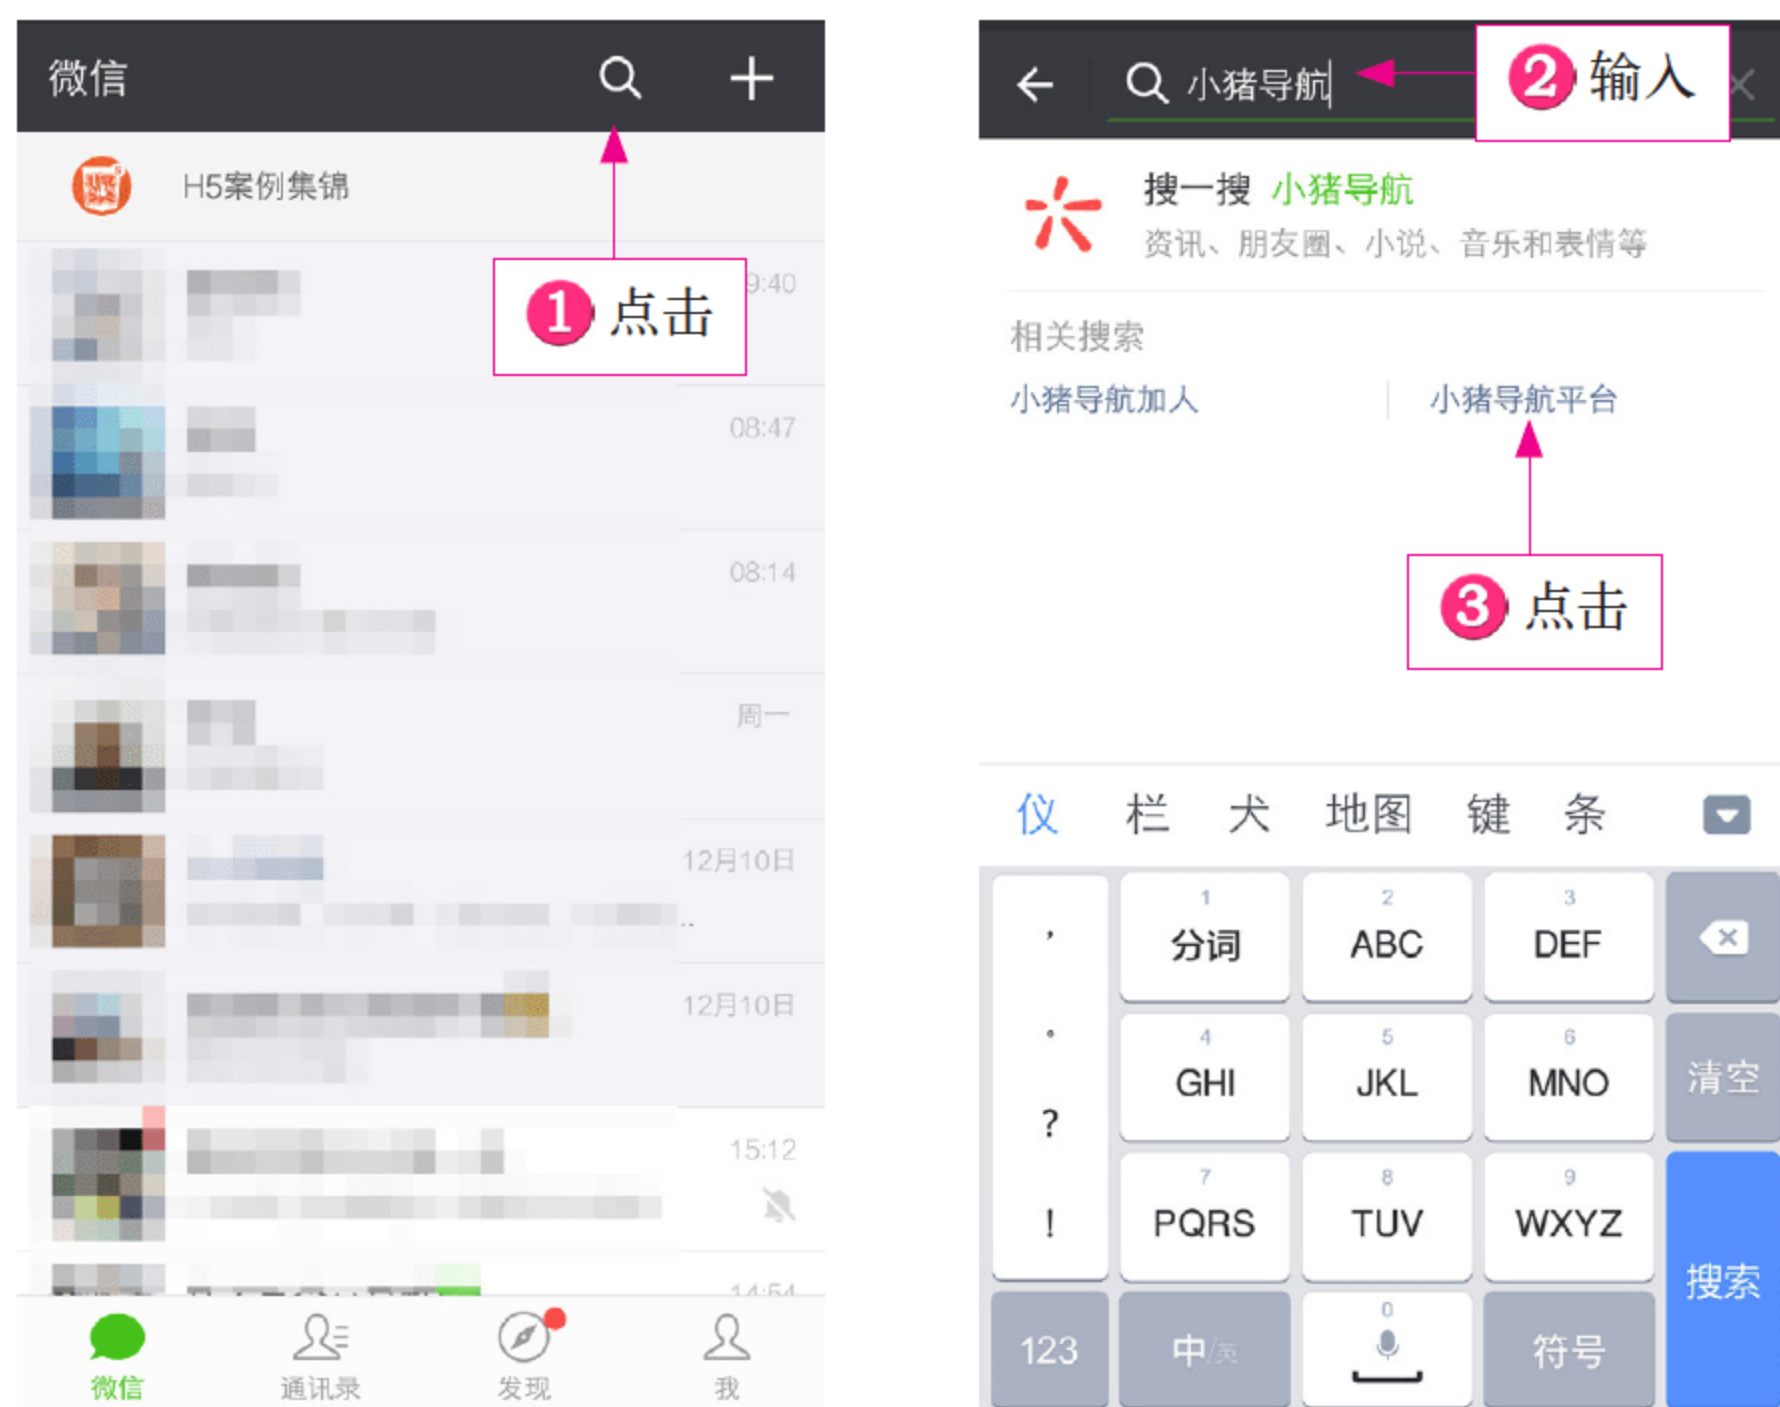 微信
H5案例集锦
1 点击
9:40
08:47
08:14
周一
12月10日
..
12月10日
15:12
14:54
微信
通讯录
发现
我
小猪导航
2 输入
搜一搜 小猪导航
资讯、朋友圈、小说、音乐和表情等
相关搜索
小猪导航加人
小猪导航平台
3 点击
仪 栏 犬 地图 键 条
,
。
?
!
1
分词
2
ABC
3
DEF
4
GHI
5
JKL
6
MNO
清空
7
PQRS
8
TUV
9
WXYZ
搜索
123
中/英
0
符号